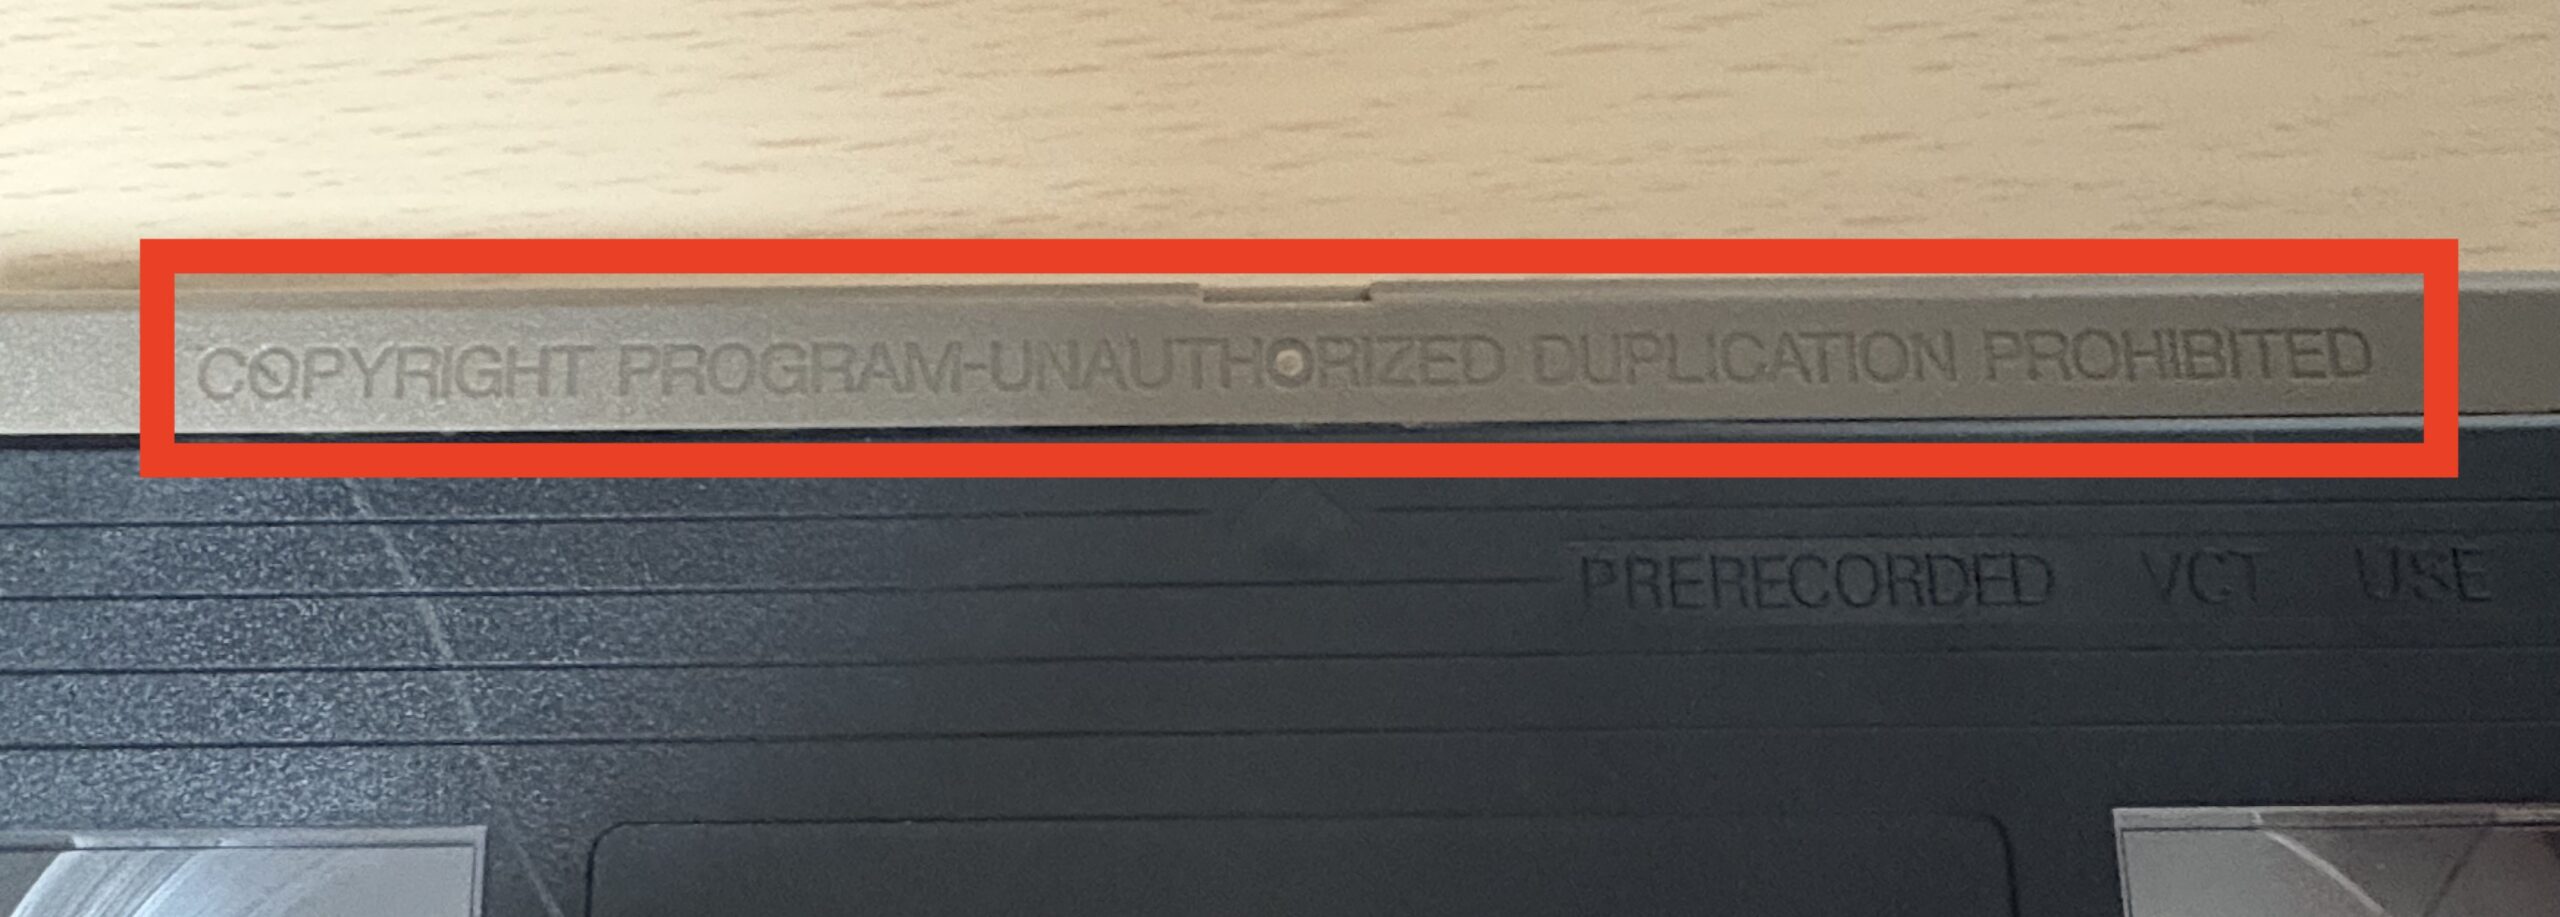 COPYRIGHT PROGRAM-UNAUTHORIZED DUPLICATION PROHIBITED
PRERECORDED VCT USE